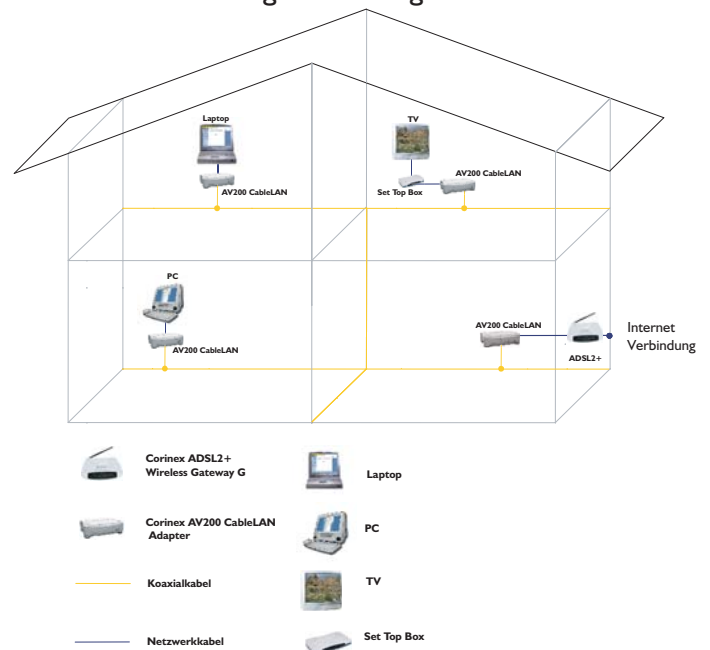 Laptop
TV
AV200 CableLAN
Set Top Box
AV200 CableLAN
PC
AV200 CableLAN
AV200 CableLAN
ADSL2+
Internet
Verbindung
Corinex ADSL2+
Wireless Gateway G
Laptop
Corinex AV200 CableLAN
Adapter
PC
Koaxialkabel
TV
Netzwerkkabel
Set Top Box